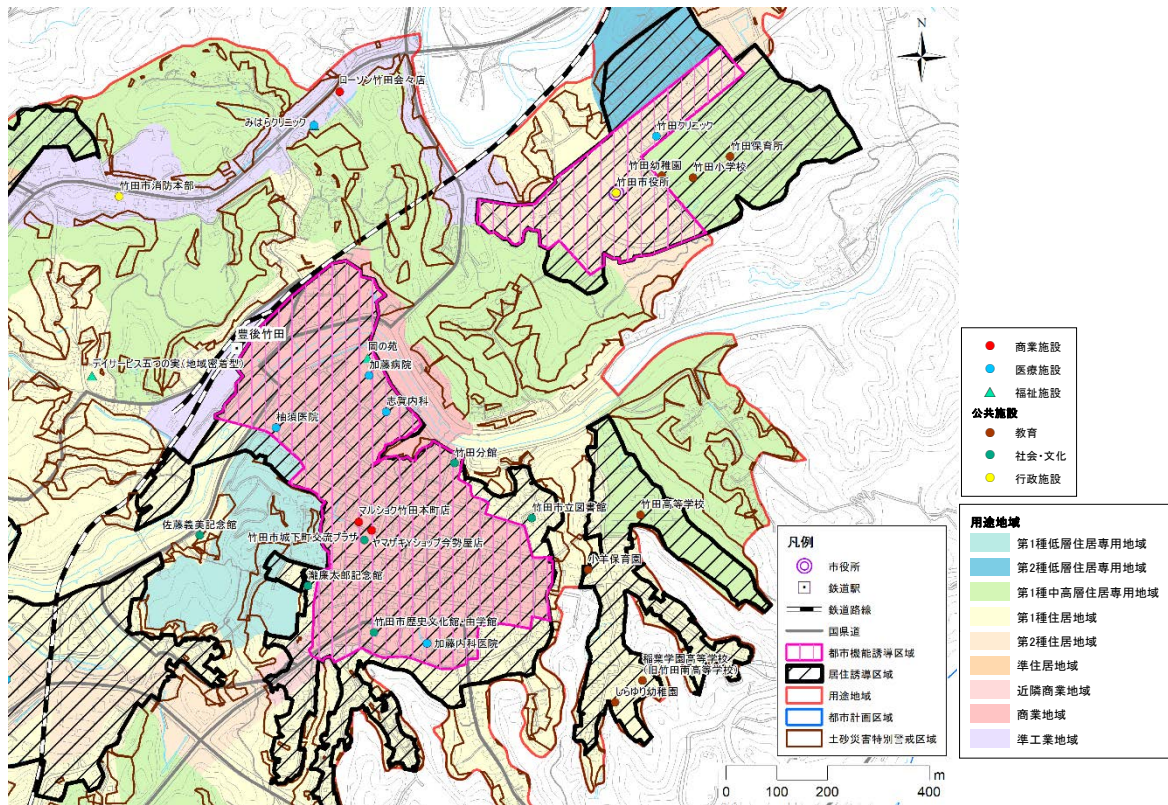 N
ローソン竹田会々店
みはらクリニック
竹田市消防本部
竹田クリニック
竹田保育所
竹田幼稚園
竹田小学校
竹田市役所
豊後竹田
デイサービス五つの実(地域密着型)
岡の苑
加藤病院
志賀内科
柚須医院
竹田分館
竹田市立図書館
竹田高等学校
マルショク竹田本町店
佐藤義美記念館
竹田市城下町交流プラザ
ヤマザキYショップ今勢屋店
小羊保育園
瀧廉太郎記念館
竹田市歴史文化館・由学館
加藤内科医院
稲葉学園高等学校
(旧竹田南高等学校)
しらゆり幼稚園
商業施設
医療施設
福祉施設
公共施設
教育
社会・文化
行政施設
凡例
市役所
鉄道駅
鉄道路線
国県道
都市機能誘導区域
居住誘導区域
用途地域
都市計画区域
土砂災害特別警戒区域
用途地域
第1種低層住居専用地域
第2種低層住居専用地域
第1種中高層住居専用地域
第1種住居地域
第2種住居地域
準住居地域
近隣商業地域
商業地域
準工業地域
0 100 200 400
m